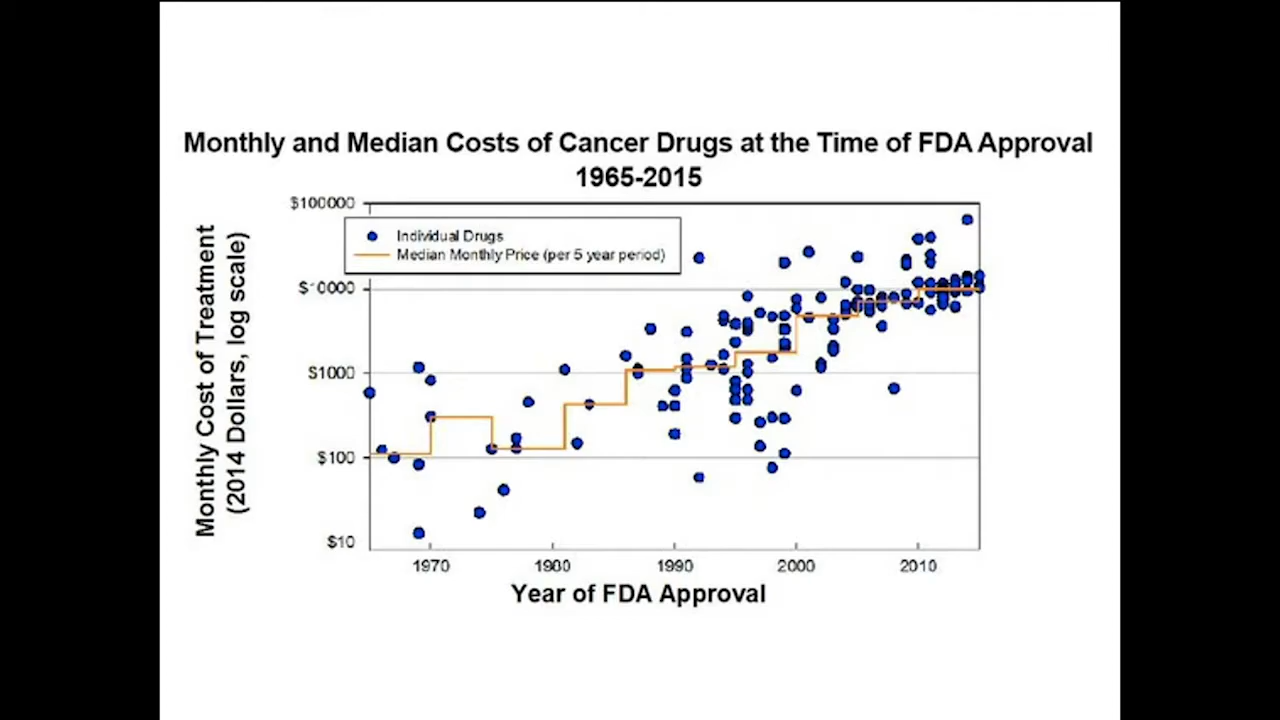 Monthly and Median Costs of Cancer Drugs at the Time of FDA Approval
1965-2015
Monthly Cost of Treatment
(2014 Dollars, log scale)
$100000
Individual Drugs
Median Monthly Price (per 5 year period)
$10000
$1000
$100
$10
1970 1980 1990 2000 2010
Year of FDA Approval